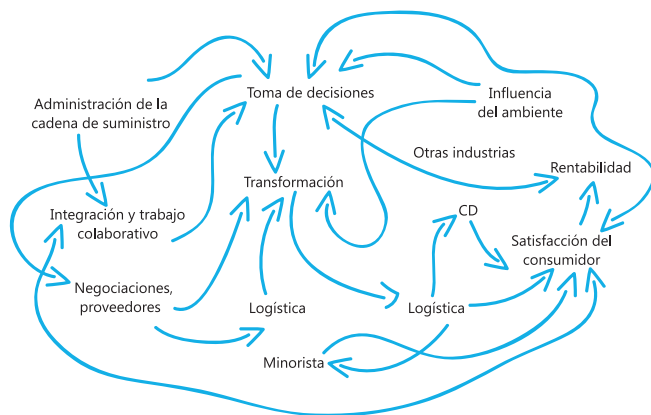 Toma de decisiones
Influencia
del ambiente
Administración de la
cadena de suministro
Otras industrias
Rentabilidad
Transformación
Integración y trabajo
colaborativo
CD
Satisfacción del
consumidor
Negociaciones,
proveedores
Logística
Logística
Minorista